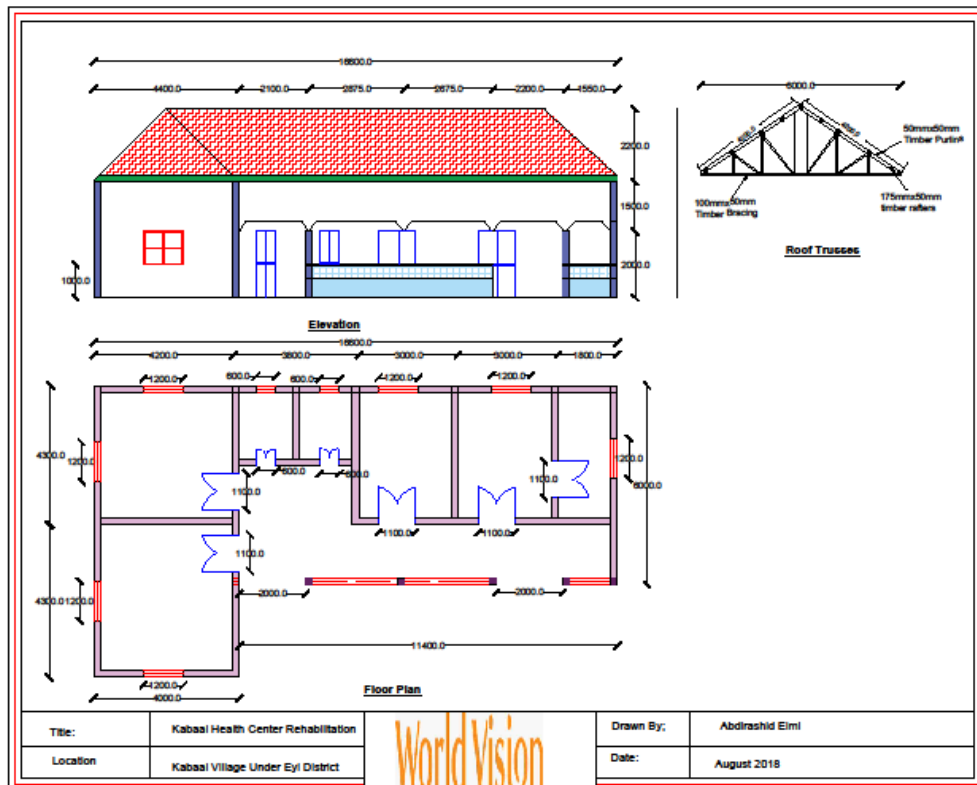 16600.0
4400.0 2100.0 2875.0 2675.0 2200.0 1550.0
2200.0
1500.0
2000.0
1000.0
Elevation
6000.0
4000.0
50mmx50mm
Timber Purtin
100mmx50mm
Timber Bracing
175mmx50mm
timber rafters
Roof Trusses
16600.0
4200.0 3800.0 3000.0 1800.0
1200.0 600.0 600.0 1200.0 1200.0
4300.0
1200.0
1200.0
6000.0
1100.0
600.0
600.0
1100.0
1100.0
1100.0
1100.0
4300.0
1200.0
2000.0
2000.0
11400.0
1200.0
4000.0
Floor Plan
Title: Kabaal Health Center Rehabilitation
Location Kabaal Village Under Eyl District
World Vision
Drawn By; Abdirashid Elmi
Date: August 2018